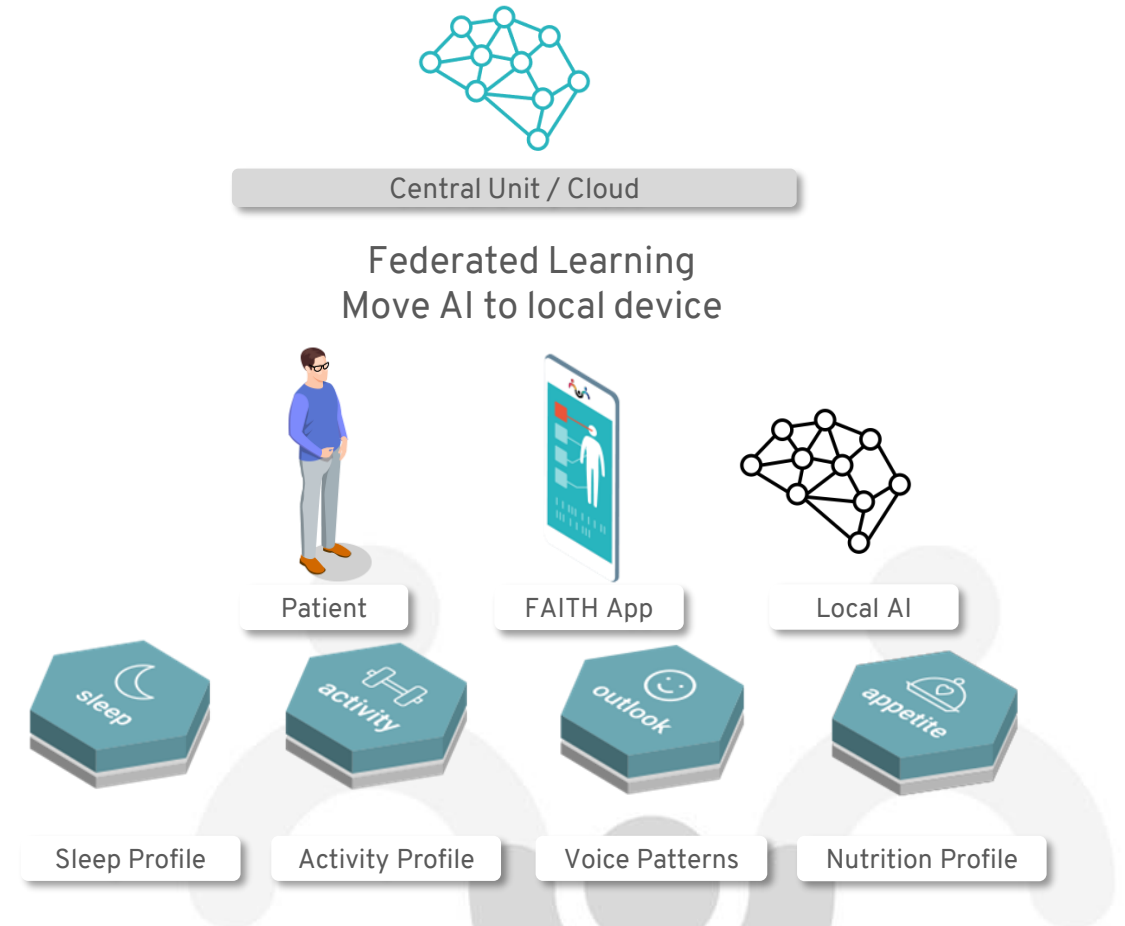 Central Unit / Cloud
Federated Learning
Move AI to local device
Patient
FAITH App
Local AI
sleep
activity
outlook
appetite
Sleep Profile
Activity Profile
Voice Patterns
Nutrition Profile